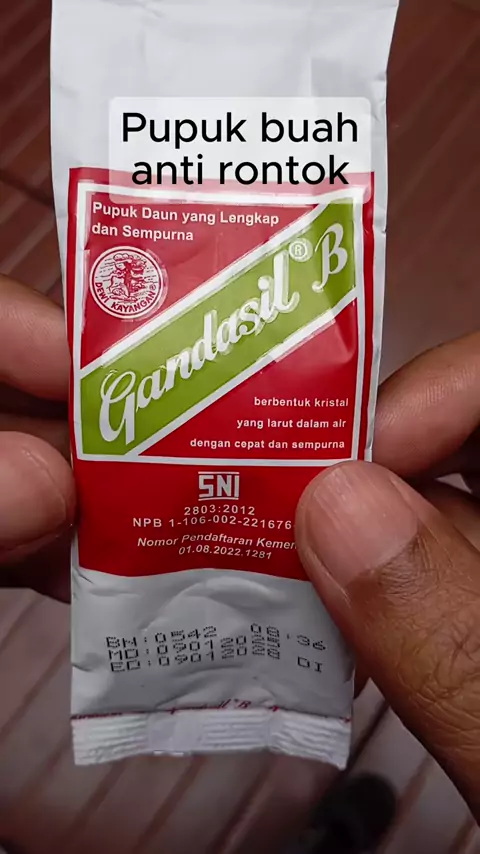 Pupuk buah
anti rontok
Pupuk Daun yang Lengkap
dan Sempurna
DEWI KAYANGAN
Gandasil® B
berbentuk kristal
yang larut dalam air
dengan cepat dan sempurna
SNI
2803:2012
NPB 1-106-002-221676
Nomor Pendaftaran Kemen
01.08.2022.1281
BN:0542
MD:
ED:
DI
Gandasil B